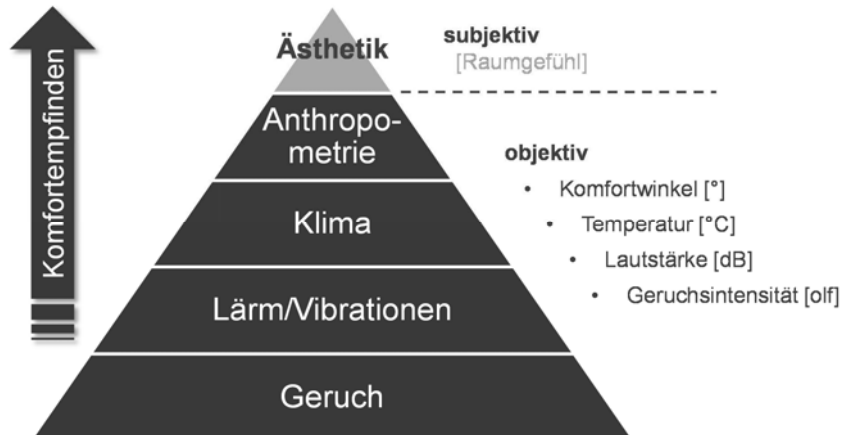 Komfortempfinden
Ästhetik
Anthropo-
metrie
Klima
Lärm/Vibrationen
Geruch
subjektiv
[Raumgefühl]
objektiv
• Komfortwinkel [°]
• Temperatur [°C]
• Lautstärke [dB]
• Geruchsintensität [olf]